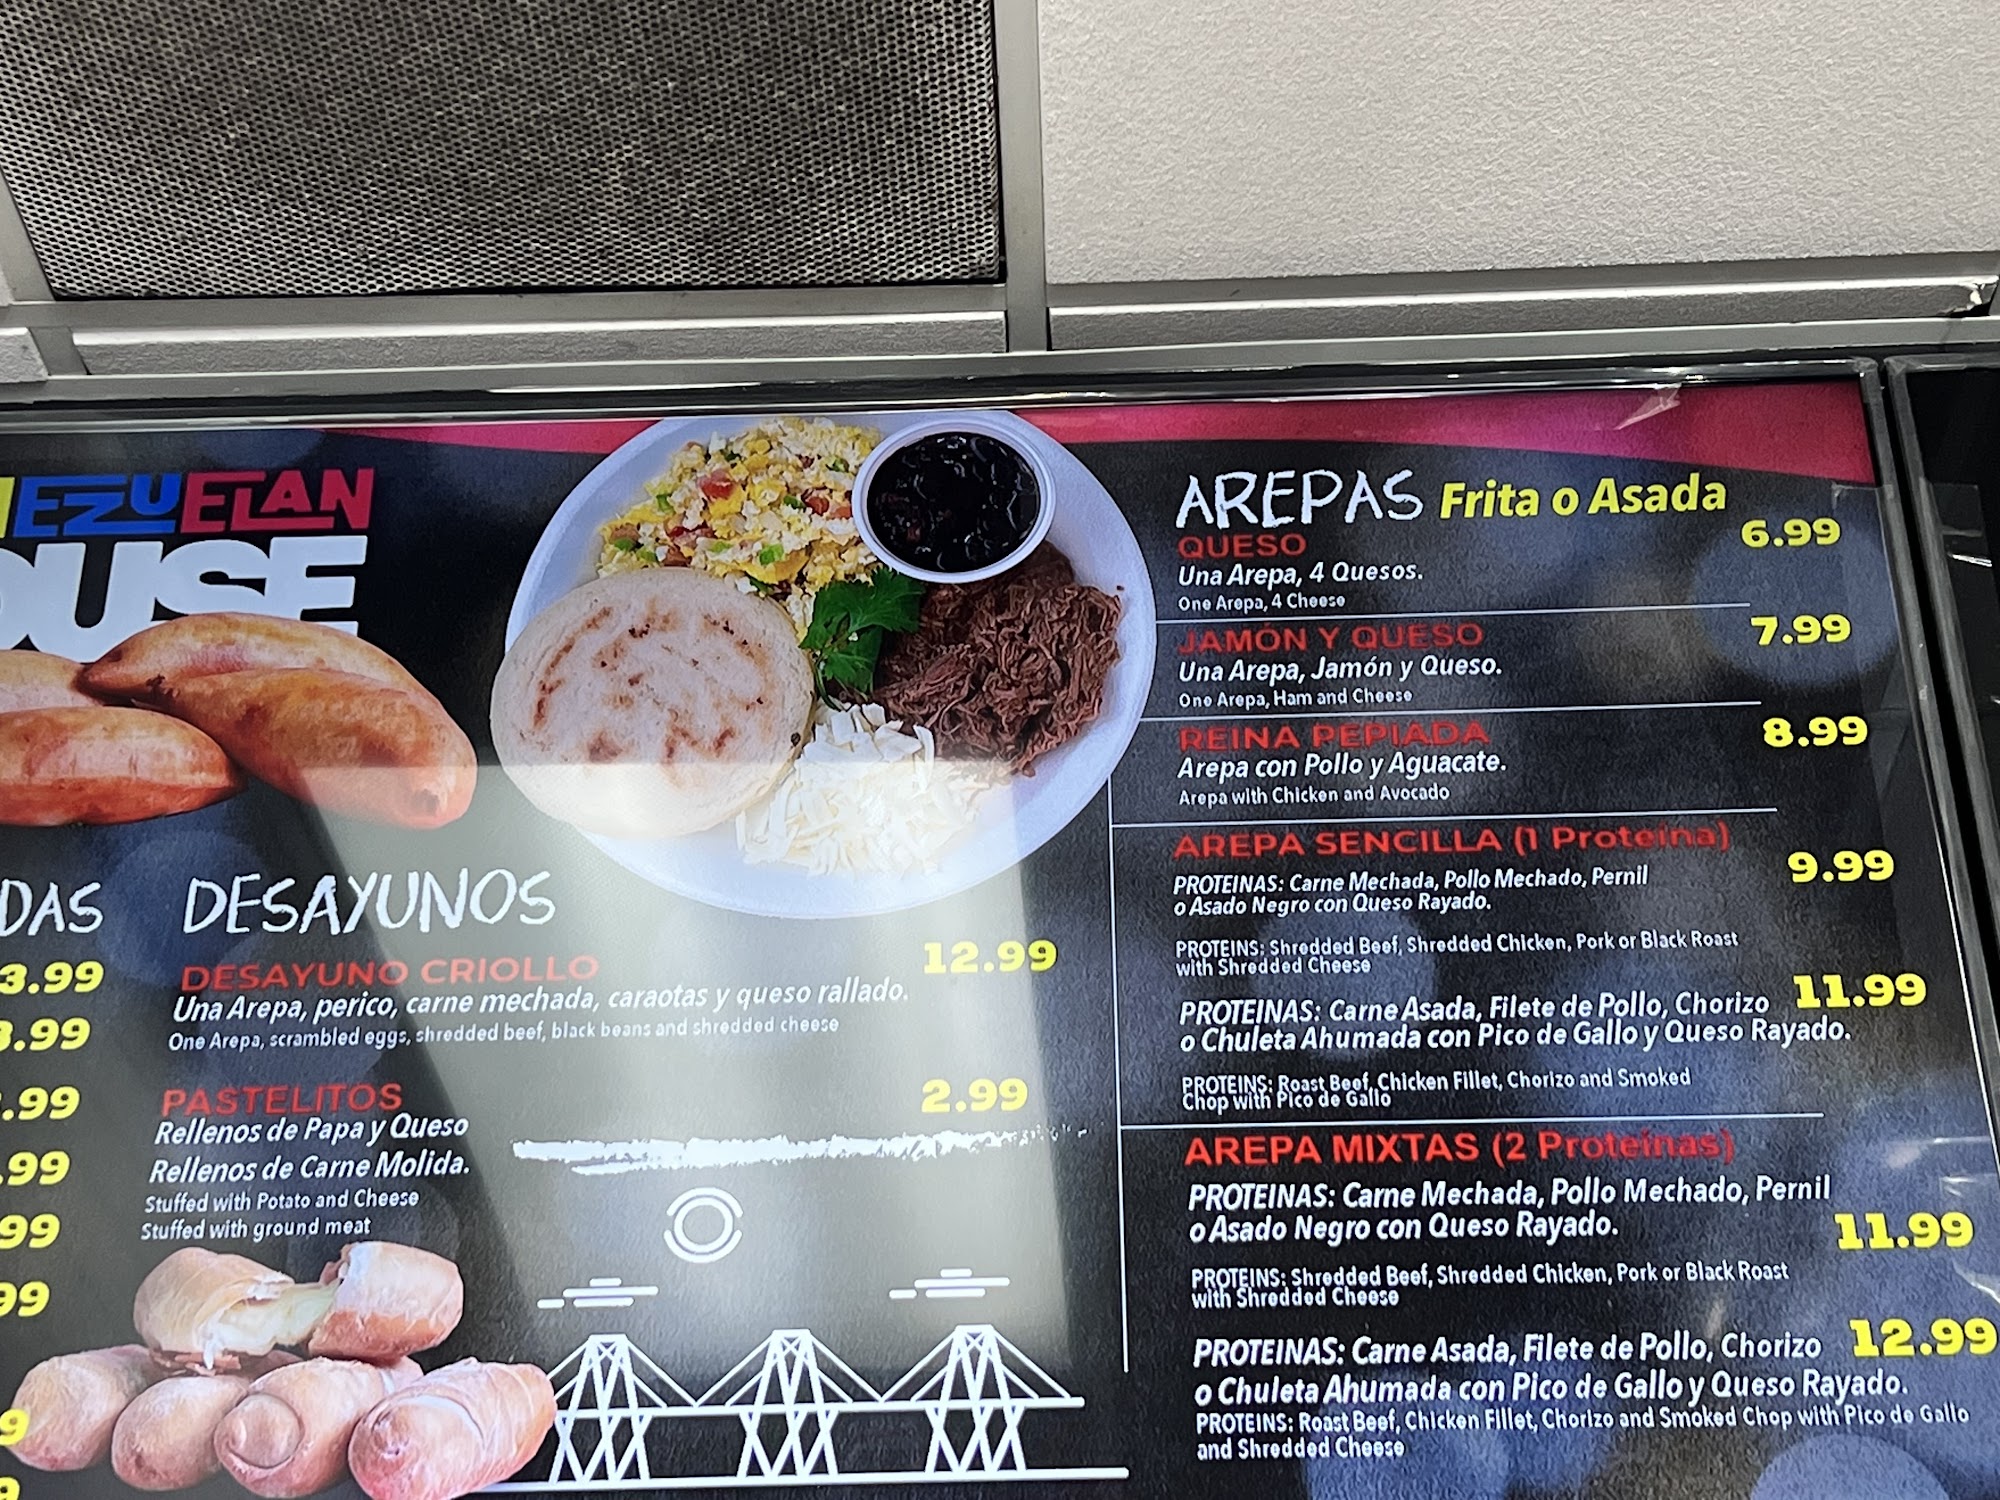 VENEZUELAN
HOUSE
DAS
3.99
3.99
.99
.99
99
99
9
9
DESAYUNOS
DESAYUNO CRIOLLO 12.99
Una Arepa, perico, carne mechada, caraotas y queso rallado.
One Arepa, scrambled eggs, shredded beef, black beans and shredded cheese
PASTELITOS 2.99
Rellenos de Papa y Queso
Rellenos de Carne Molida.
Stuffed with Potato and Cheese
Stuffed with ground meat
AREPAS Frita o Asada
QUESO 6.99
Una Arepa, 4 Quesos.
One Arepa, 4 Cheese
JAMÓN Y QUESO 7.99
Una Arepa, Jamón y Queso.
One Arepa, Ham and Cheese
REINA PEPIADA 8.99
Arepa con Pollo y Aguacate.
Arepa with Chicken and Avocado
AREPA SENCILLA (1 Proteína)
PROTEINAS: Carne Mechada, Pollo Mechado, Pernil 9.99
o Asado Negro con Queso Rayado.
PROTEINS: Shredded Beef, Shredded Chicken, Pork or Black Roast
with Shredded Cheese
PROTEINAS: Carne Asada, Filete de Pollo, Chorizo 11.99
o Chuleta Ahumada con Pico de Gallo y Queso Rayado.
PROTEINS: Roast Beef, Chicken Fillet, Chorizo and Smoked
Chop with Pico de Gallo
AREPA MIXTAS (2 Proteínas)
PROTEINAS: Carne Mechada, Pollo Mechado, Pernil
o Asado Negro con Queso Rayado. 11.99
PROTEINS: Shredded Beef, Shredded Chicken, Pork or Black Roast
with Shredded Cheese
PROTEINAS: Carne Asada, Filete de Pollo, Chorizo 12.99
o Chuleta Ahumada con Pico de Gallo y Queso Rayado.
PROTEINS: Roast Beef, Chicken Fillet, Chorizo and Smoked Chop with Pico de Gallo
and Shredded Cheese